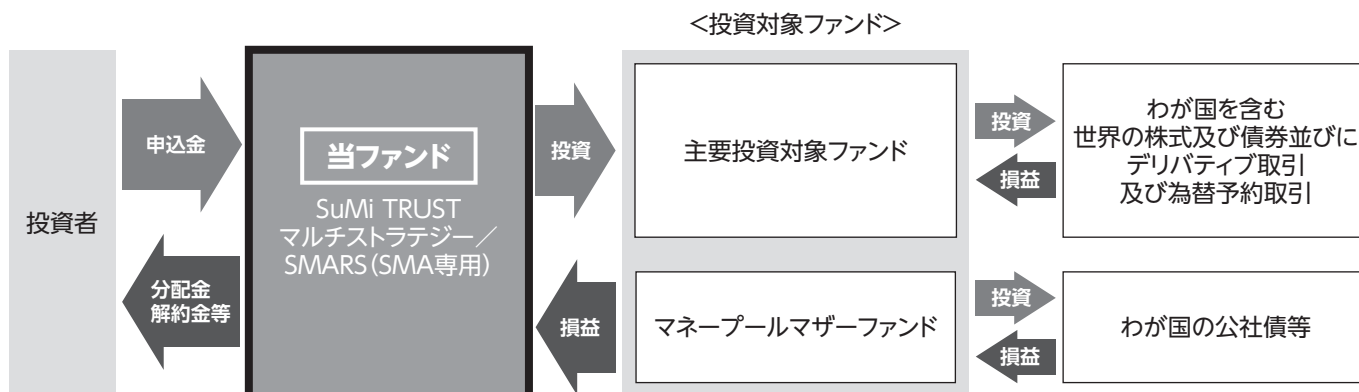 <投資対象ファンド>
投資者
申込金
分配金
解約金等
当ファンド
SuMi TRUST
マルチストラテジー／
SMARS（SMA専用）
投資
損益
主要投資対象ファンド
マネープールマザーファンド
投資
損益
わが国を含む
世界の株式及び債券並びに
デリバティブ取引
及び為替予約取引
投資
損益
わが国の公社債等